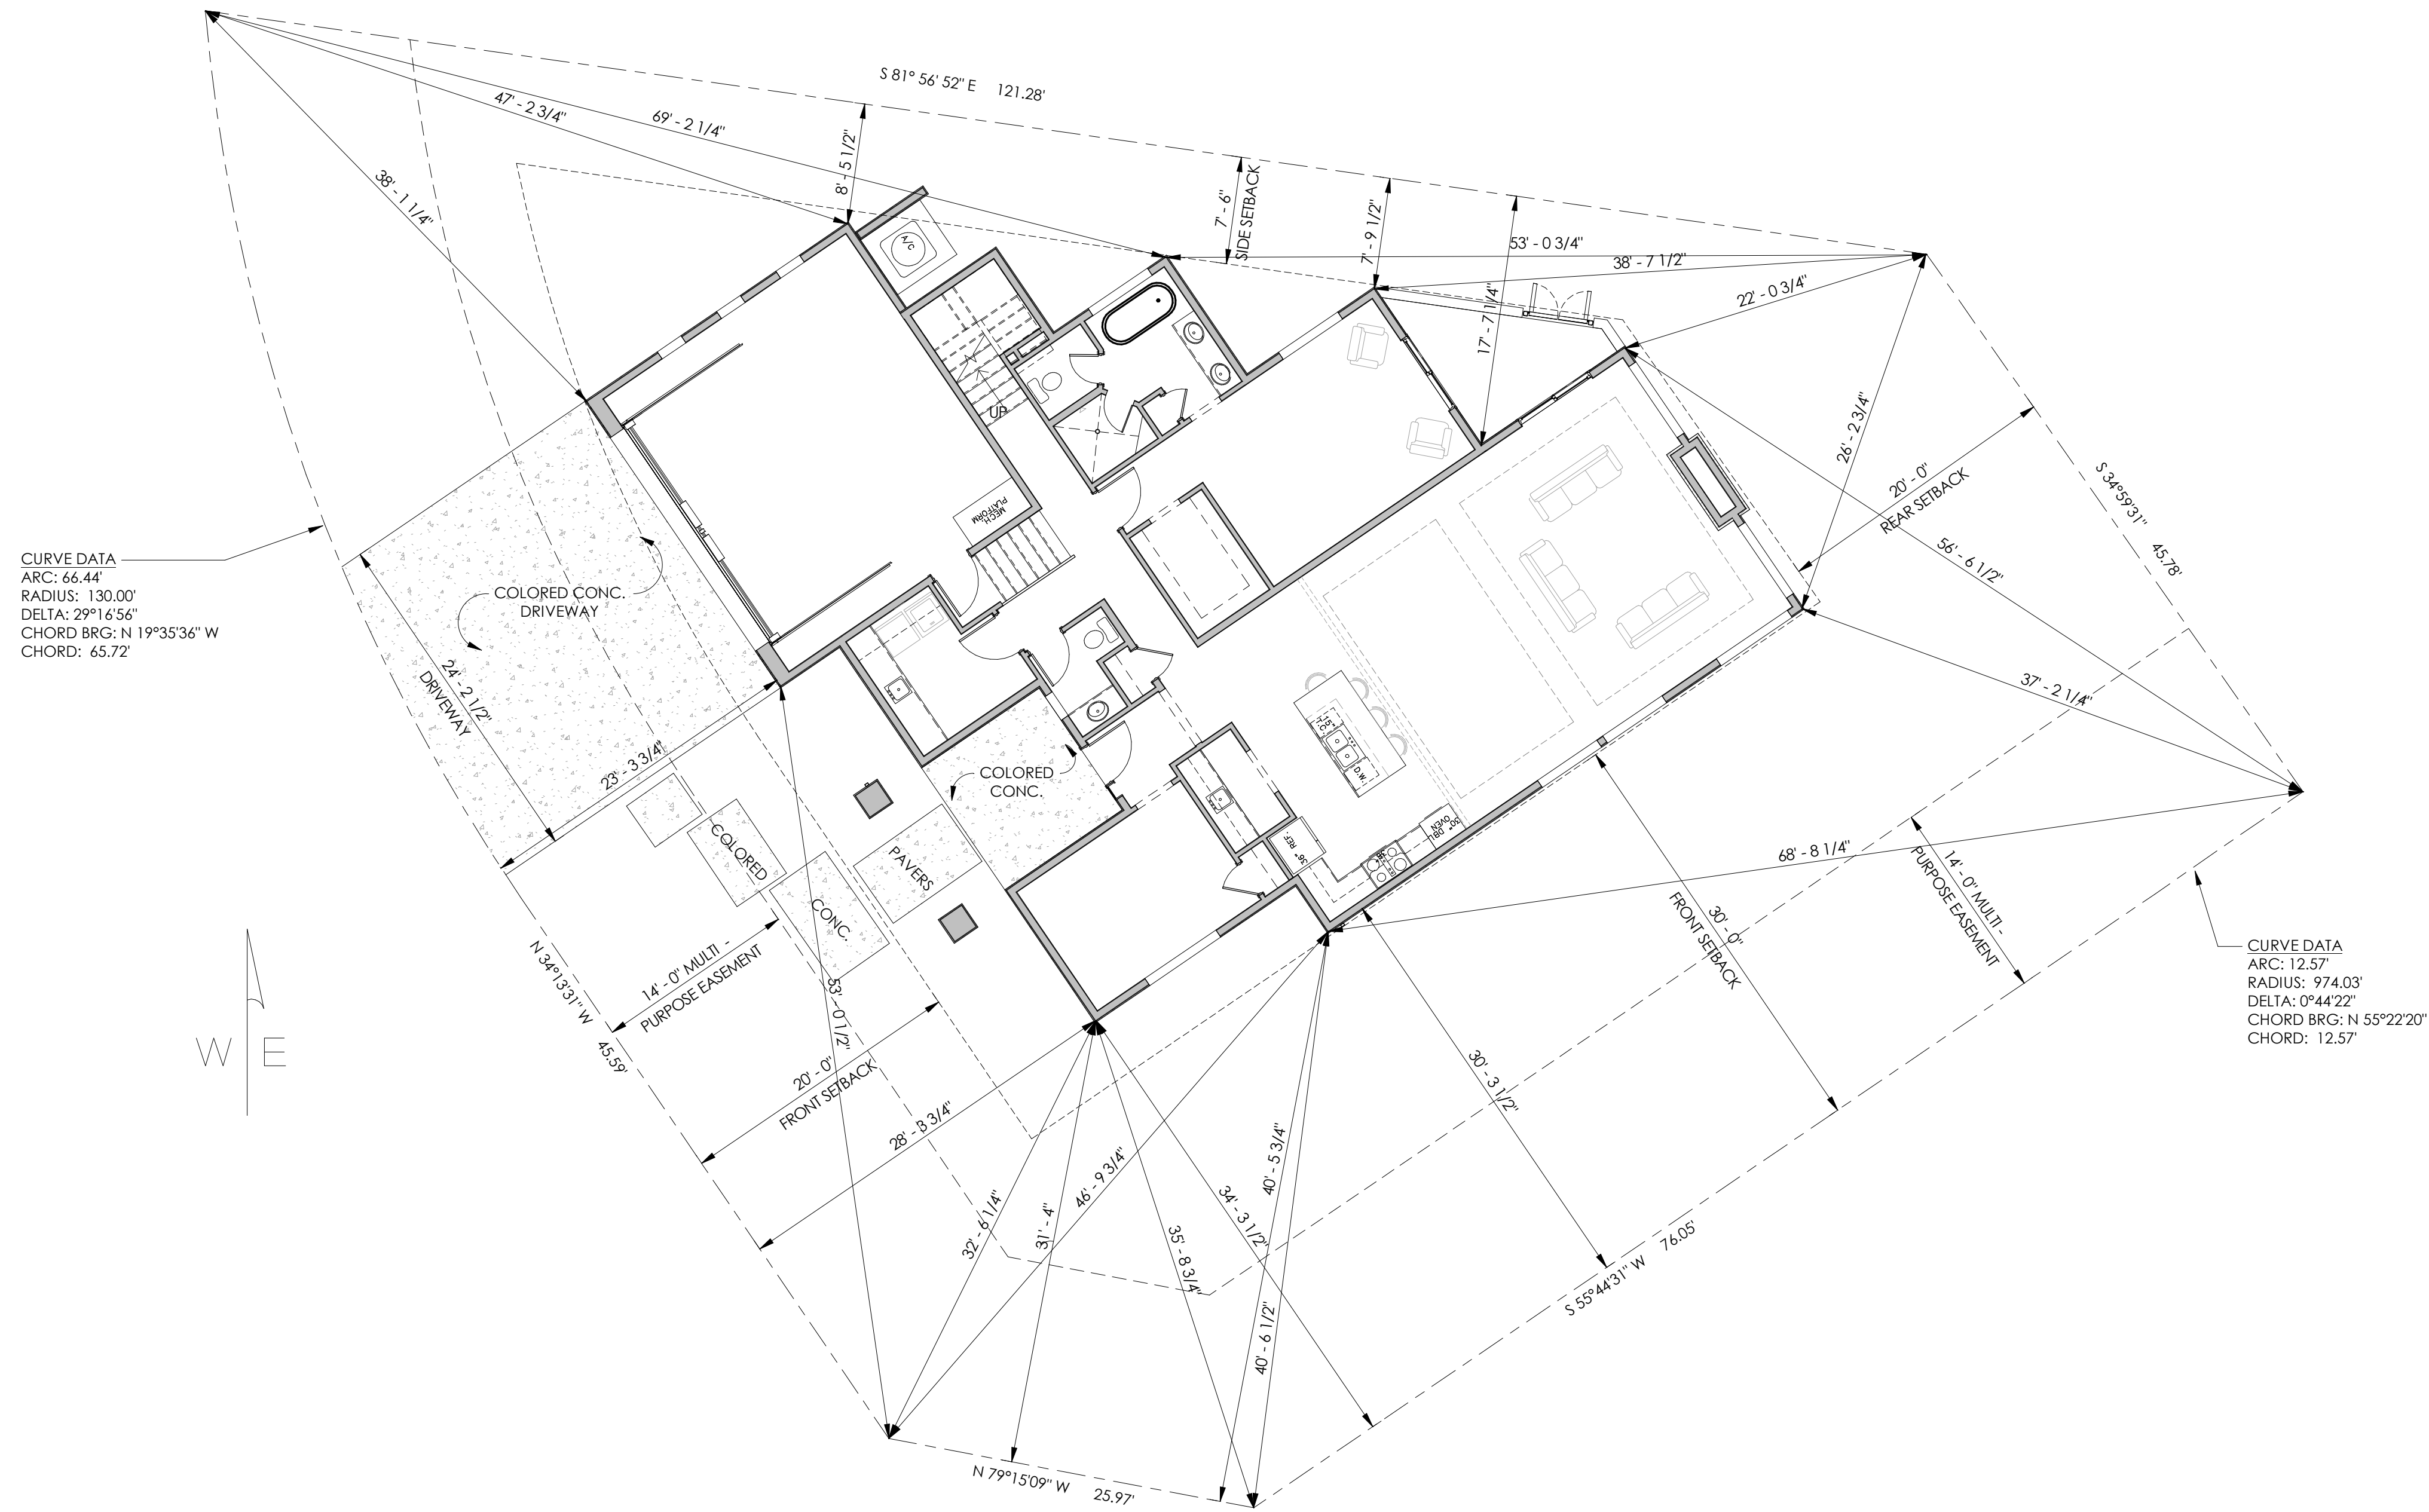 S 81° 56' 52" E 121.28'
47' - 2 3/4"
69' - 2 1/4"
38' - 1 1/4"
8' - 5 1/2"
7' - 6"
SIDE SETBACK
7' - 9 1/2"
17' - 7 1/4"
53' - 0 3/4"
38' - 7 1/2"
22' - 0 3/4"
26' - 2 3/4"
20' - 0"
REAR SETBACK
S 34°59'31" 45.78'
56' - 6 1/2"
37' - 2 1/4"
68' - 8 1/4"
A/C
UP
MECH.
PLATFORM
CURVE DATA
ARC: 66.44'
RADIUS: 130.00'
DELTA: 29°16'56"
CHORD BRG: N 19°35'36" W
CHORD: 65.72'
COLORED CONC.
DRIVEWAY
24' - 2 1/2"
DRIVEWAY
23' - 3 3/4"
COLORED
CONC.
COLORED
CONC.
PAVERS
15"
T.C.
D.W.
30" DBL
OVEN
36" REF.
14' - 0" MULTI -
PURPOSE EASEMENT
N 34°13'31" W 45.59'
20' - 0"
FRONT SETBACK
28' - 3 3/4"
53' - 0 1/2"
W E
32' - 6 1/4"
31' - 4"
46' - 9 3/4"
35' - 8 3/4"
34' - 3 1/2"
40' - 5 3/4"
40' - 6 1/2"
30' - 3 1/2"
30' - 0"
FRONT SETBACK
14' - 0" MULTI -
PURPOSE EASEMENT
CURVE DATA
ARC: 12.57'
RADIUS: 974.03'
DELTA: 0°44'22"
CHORD BRG: N 55°22'20"
CHORD: 12.57'
S 55°44'31" W 76.05'
N 79°15'09" W 25.97'